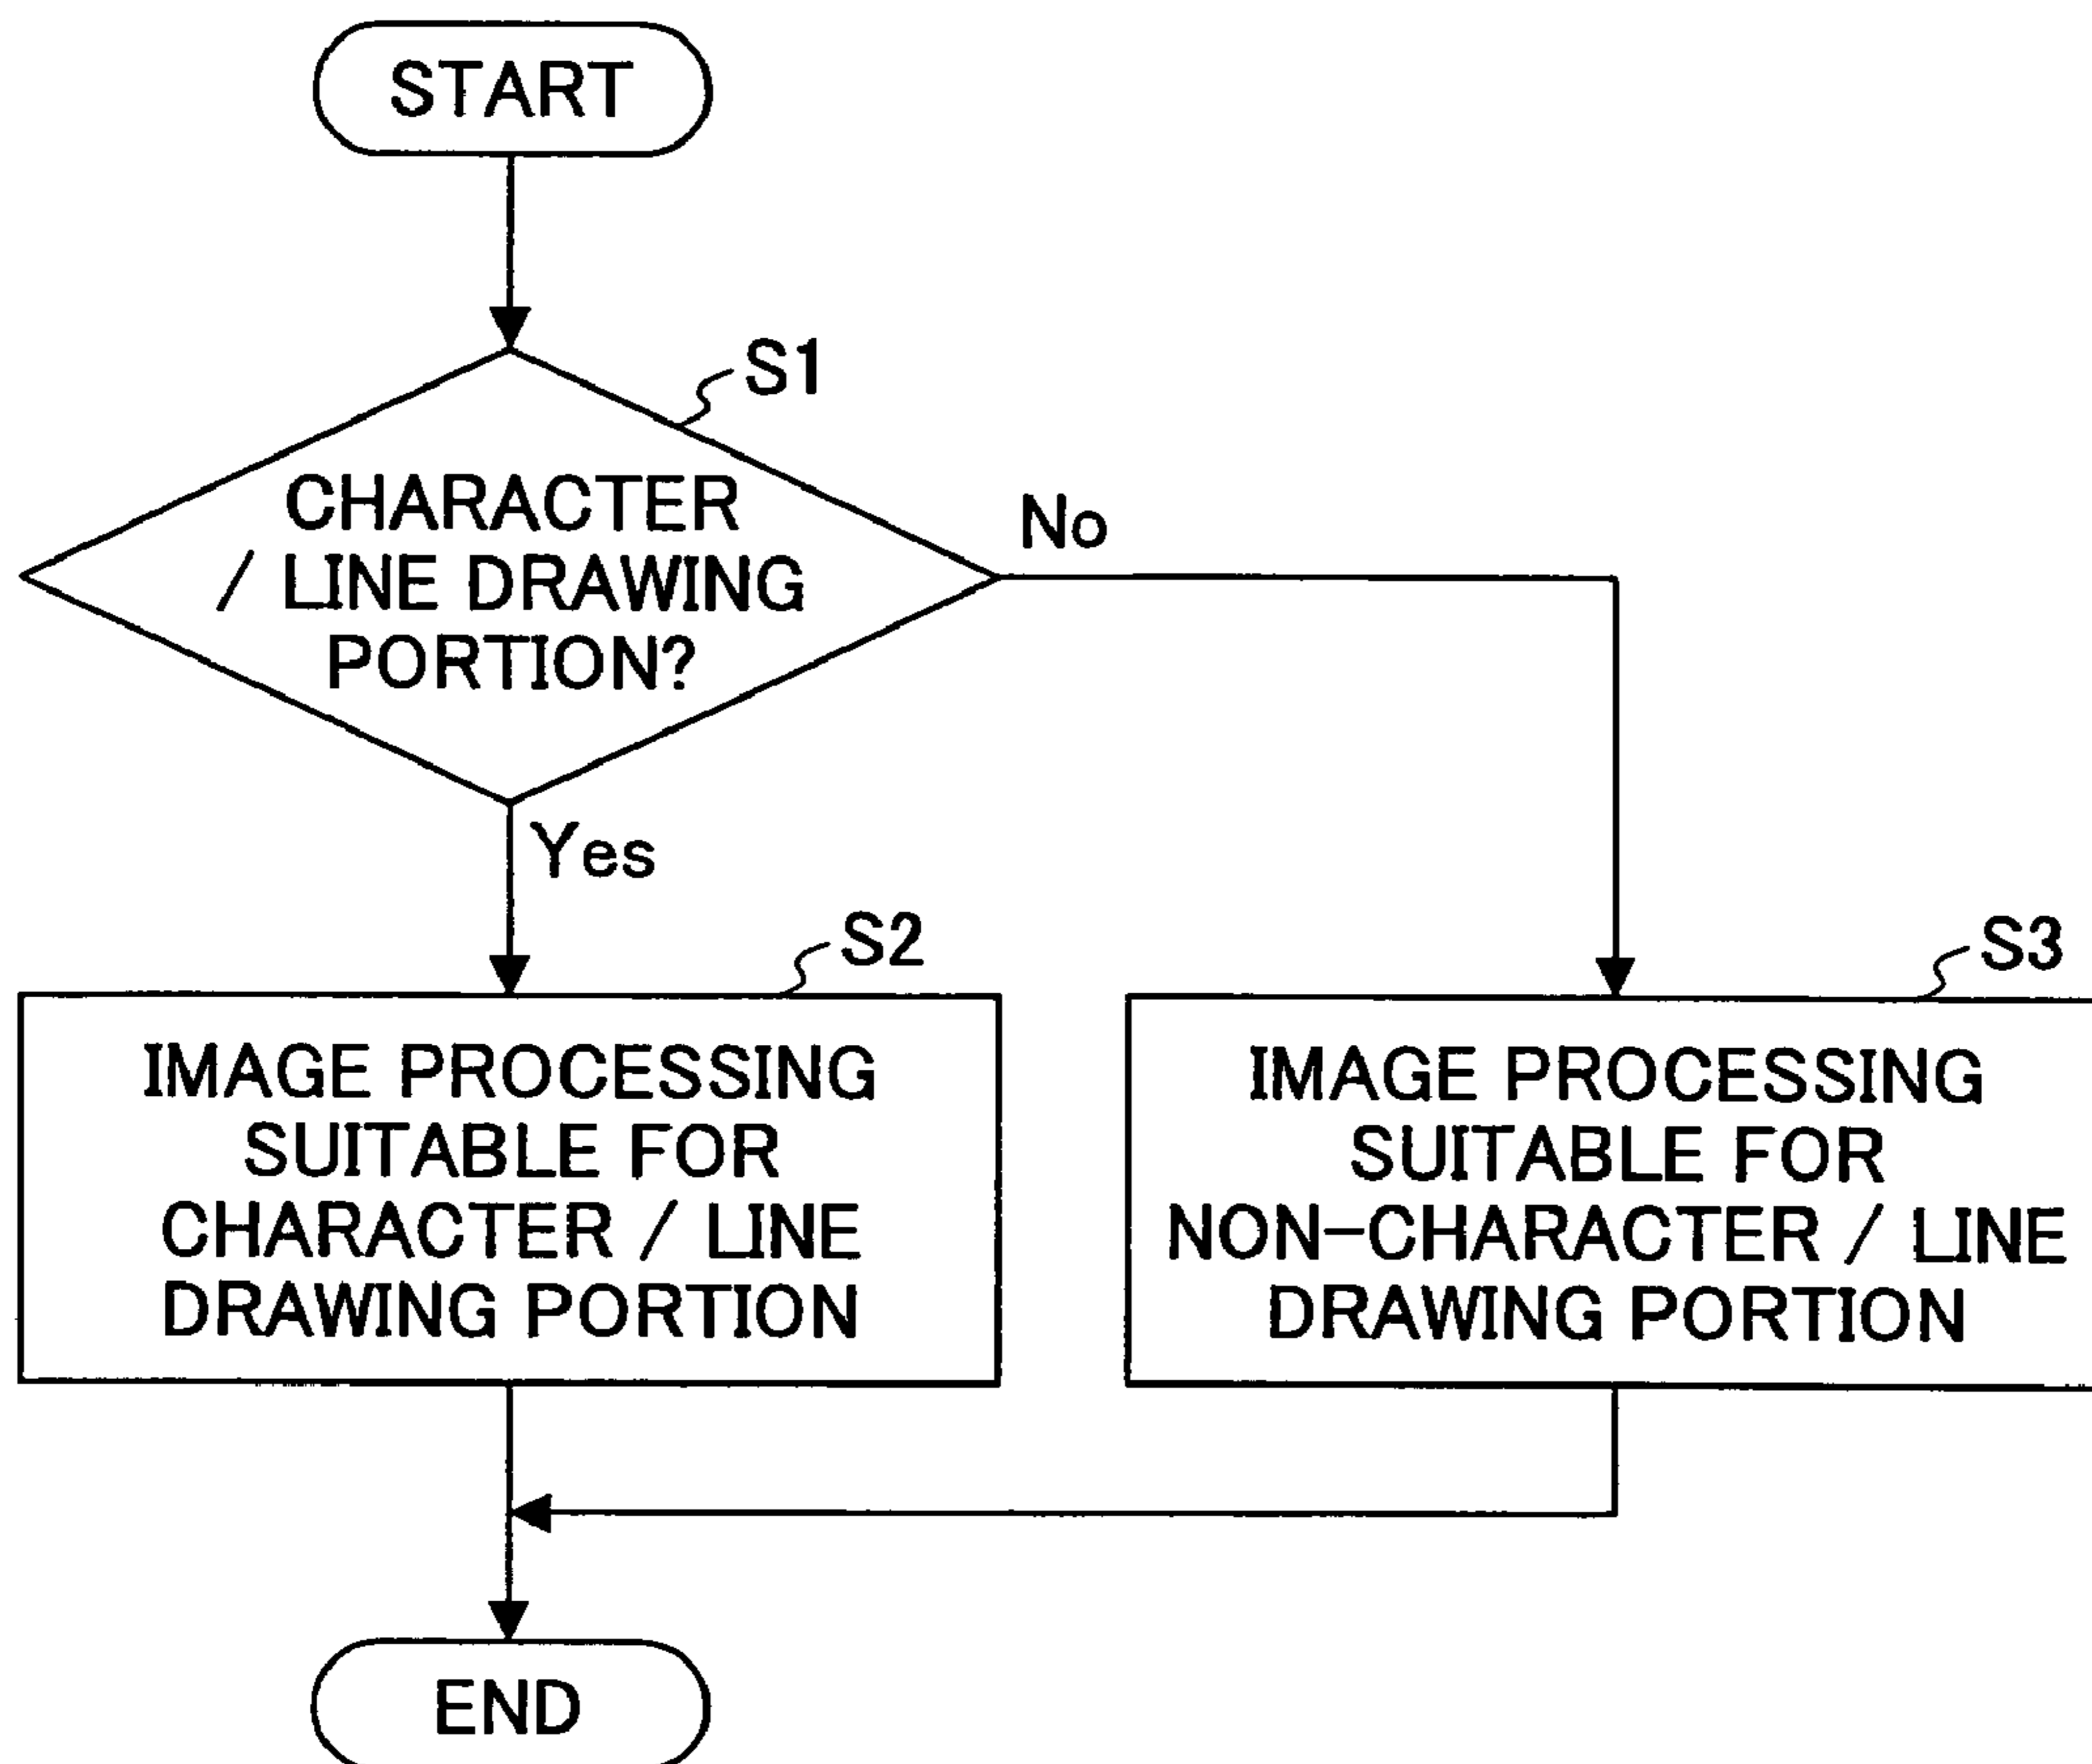 START
S1
CHARACTER
/ LINE DRAWING
PORTION?
No
Yes
S2
IMAGE PROCESSING
SUITABLE FOR
CHARACTER / LINE
DRAWING PORTION
S3
IMAGE PROCESSING
SUITABLE FOR
NON-CHARACTER / LINE
DRAWING PORTION
END